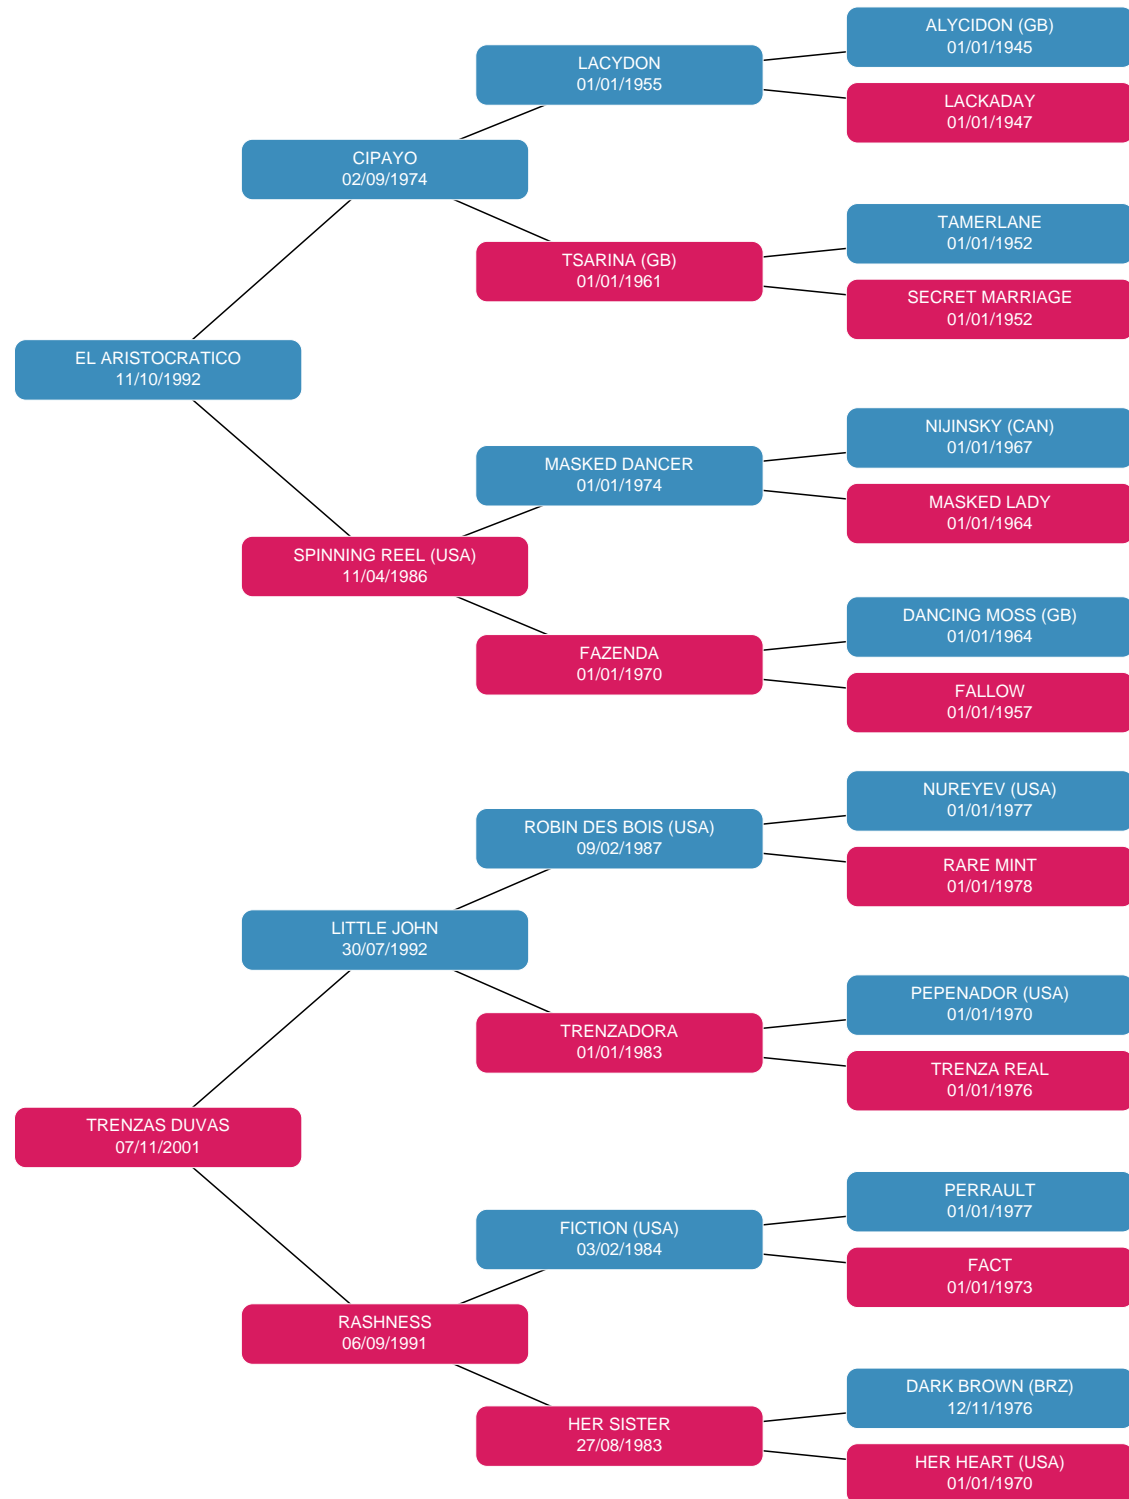 ALYCIDON (GB)
01/01/1945
LACYDON
01/01/1955
LACKADAY
01/01/1947
CIPAYO
02/09/1974
TAMERLANE
01/01/1952
TSARINA (GB)
01/01/1961
SECRET MARRIAGE
01/01/1952
EL ARISTOCRATICO
11/10/1992
NIJINSKY (CAN)
01/01/1967
MASKED DANCER
01/01/1974
MASKED LADY
01/01/1964
SPINNING REEL (USA)
11/04/1986
DANCING MOSS (GB)
01/01/1964
FAZENDA
01/01/1970
FALLOW
01/01/1957
NUREYEV (USA)
01/01/1977
ROBIN DES BOIS (USA)
09/02/1987
RARE MINT
01/01/1978
LITTLE JOHN
30/07/1992
PEPENADOR (USA)
01/01/1970
TRENZADORA
01/01/1983
TRENZA REAL
01/01/1976
TRENZAS DUVAS
07/11/2001
PERRAULT
01/01/1977
FICTION (USA)
03/02/1984
FACT
01/01/1973
RASHNESS
06/09/1991
DARK BROWN (BRZ)
12/11/1976
HER SISTER
27/08/1983
HER HEART (USA)
01/01/1970